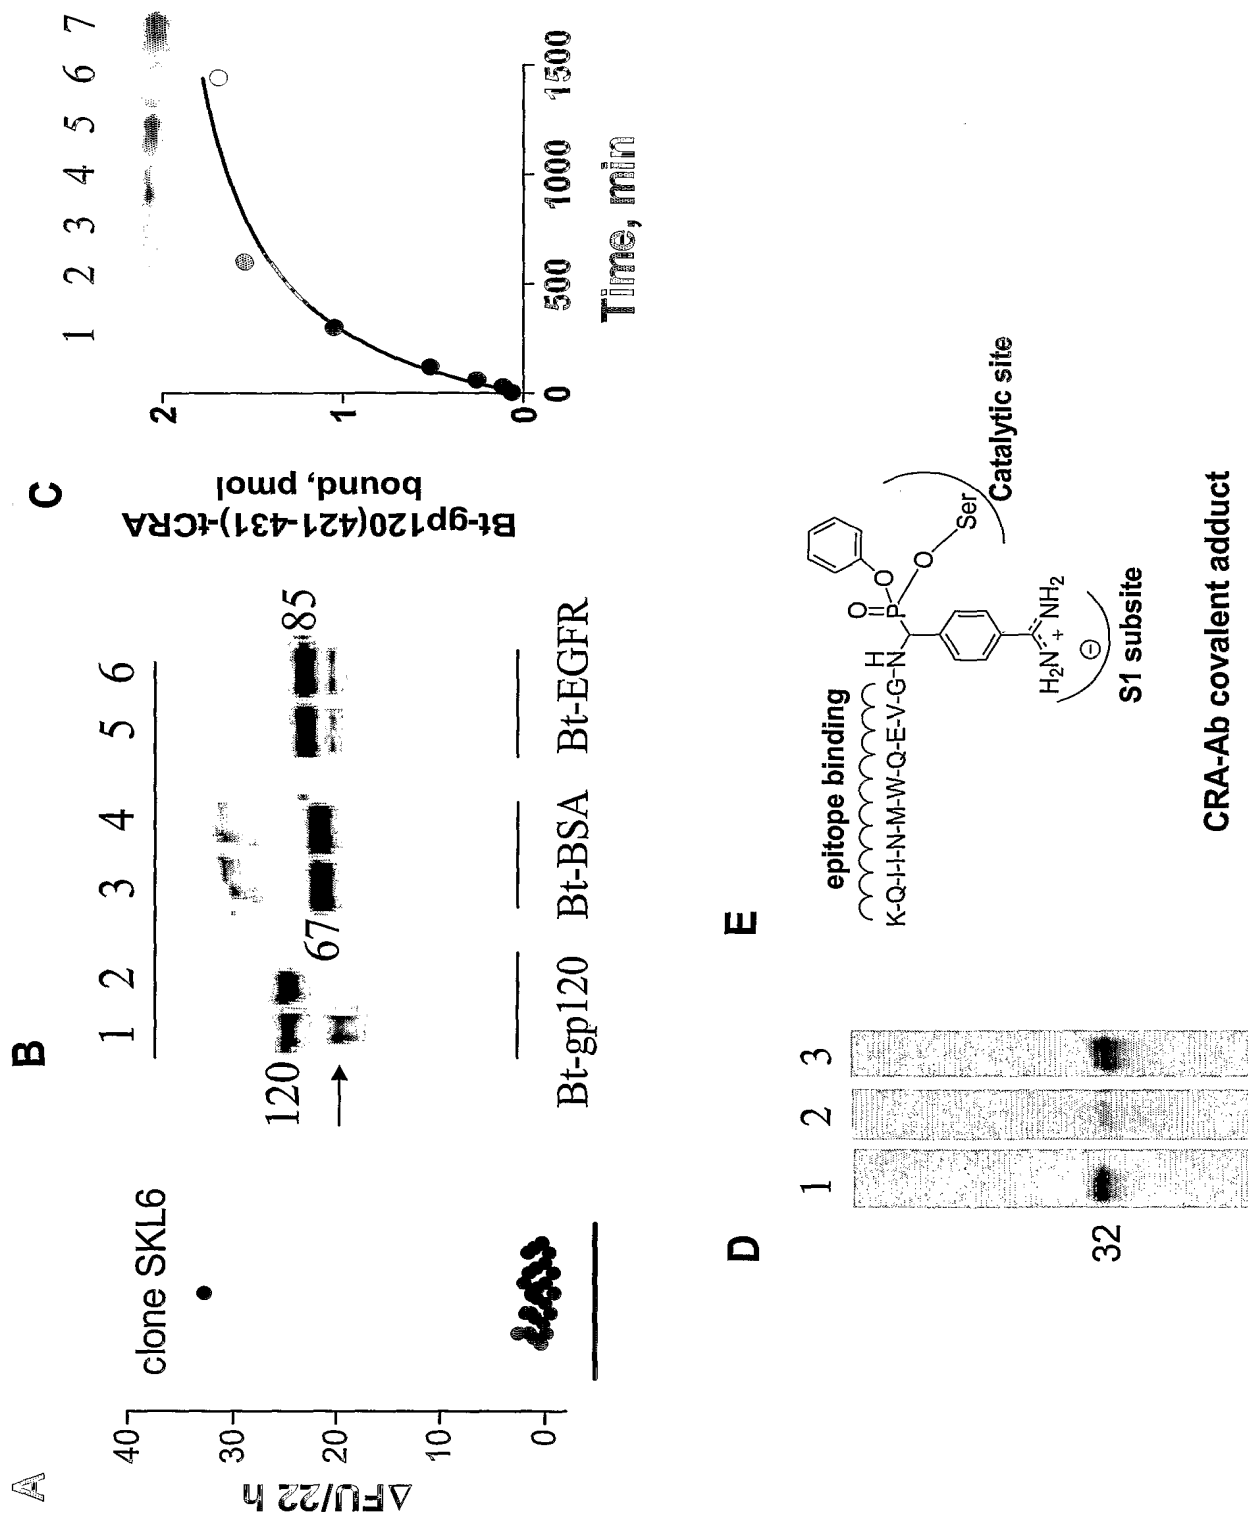 A
ΔFU/22 h
40
30
20
10
0
clone SKL6
B
1 2 3 4 5 6
120
67
85
Bt-gp120 Bt-BSA Bt-EGFR
C
Bt-gp120(421-431)-tCRA
bound, pmol
1 2 3 4 5 6 7
2
1
0
0 500 1000 1500
Time, min
D
1 2 3
32
E
epitope binding
K-Q-I-I-N-M-W-Q-E-V-G-N
H
O
P
O
O
Ser
Catalytic site
H₂N
+
NH₂
⊖
S1 subsite
CRA-Ab covalent adduct